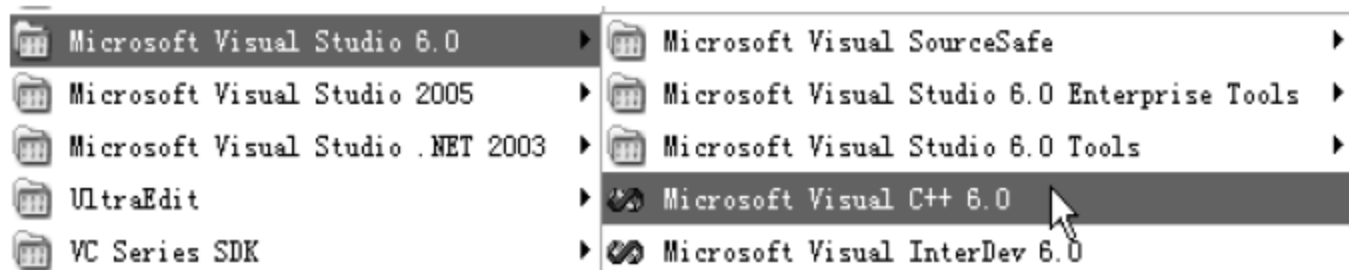 Microsoft Visual Studio 6.0
Microsoft Visual Studio 2005
Microsoft Visual Studio .NET 2003
UltraEdit
VC Series SDK
Microsoft Visual SourceSafe
Microsoft Visual Studio 6.0 Enterprise Tools
Microsoft Visual Studio 6.0 Tools
Microsoft Visual C++ 6.0
Microsoft Visual InterDev 6.0